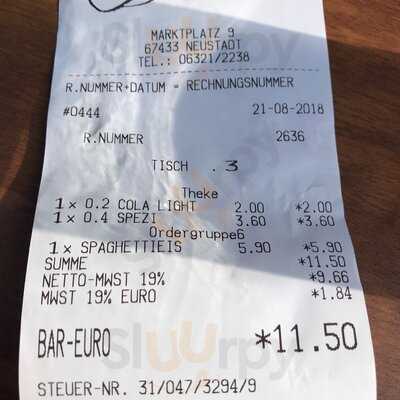 MARKTPLATZ 9
67433 NEUSTADT
TEL.: 06321/2238
R.NUMMER+DATUM = RECHNUNGSNUMMER
#0444 21-08-2018
R.NUMMER 2636
TISCH .3
Theke
1x 0.2 COLA LIGHT 2.00 *2.00
1x 0.4 SPEZI 3.60 *3.60
Ordergruppe6
1x SPAGHETTIEIS 5.90 *5.90
SUMME *11.50
NETTO-MWST 19% *9.66
MWST 19% EURO *1.84
BAR-EURO *11.50
Sluurpy
STEUER-NR. 31/047/3294/9